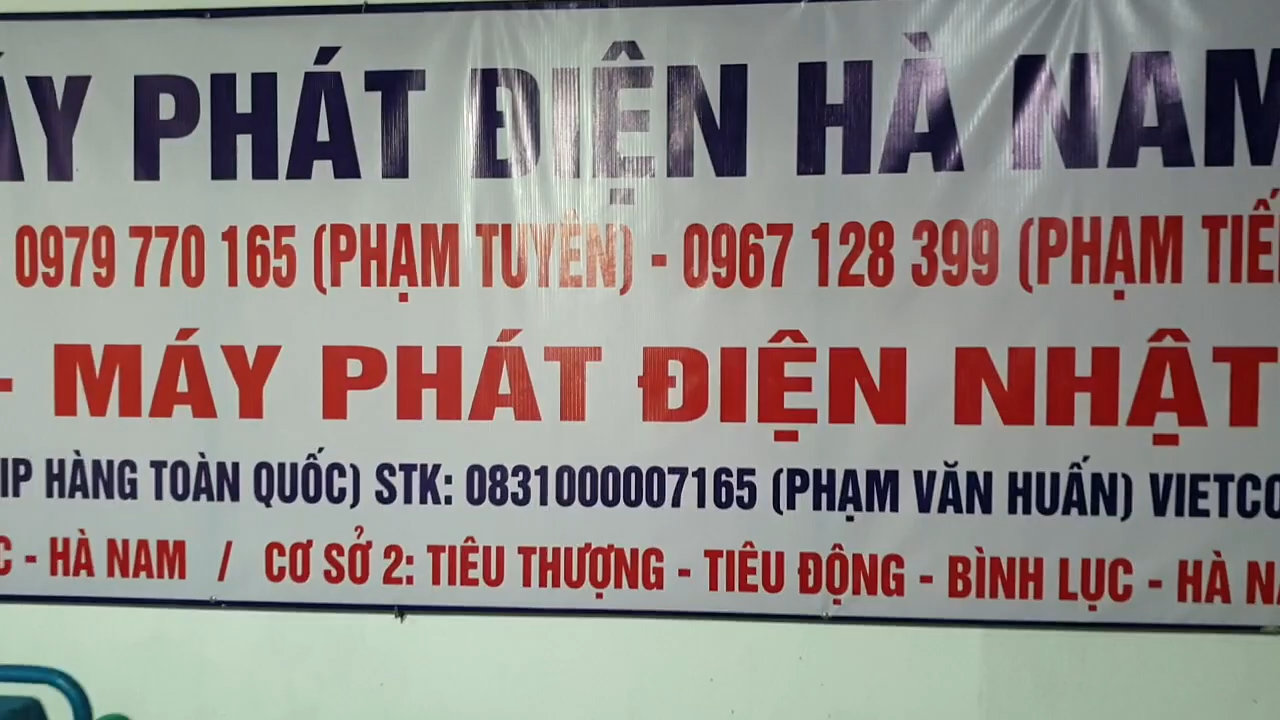 ÁY PHÁT ĐIỆN HÀ NAM
0979 770 165 (PHẠM TUYÊN) - 0967 128 399 (PHẠM TIẾ
- MÁY PHÁT ĐIỆN NHẬT
IP HÀNG TOÀN QUỐC) STK: 0831000007165 (PHẠM VĂN HUẤN) VIETCO
C - HÀ NAM / CƠ SỞ 2: TIÊU THƯỢNG - TIÊU ĐỘNG - BÌNH LỤC - HÀ NA